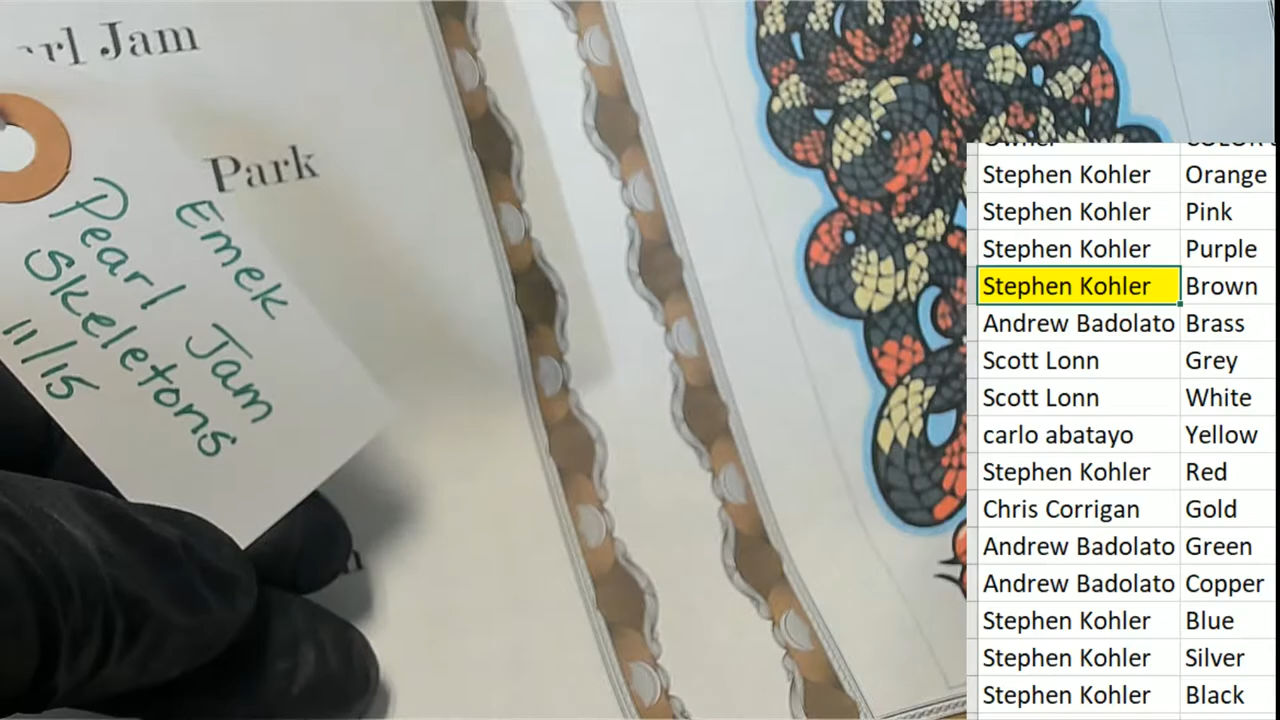 Jam
Park
Emek
Pearl Jam
Skeletons
11/15
Stephen Kohler Orange
Stephen Kohler Pink
Stephen Kohler Purple
Stephen Kohler Brown
Andrew Badolato Brass
Scott Lonn Grey
Scott Lonn White
carlo abatayo Yellow
Stephen Kohler Red
Chris Corrigan Gold
Andrew Badolato Green
Andrew Badolato Copper
Stephen Kohler Blue
Stephen Kohler Silver
Stephen Kohler Black